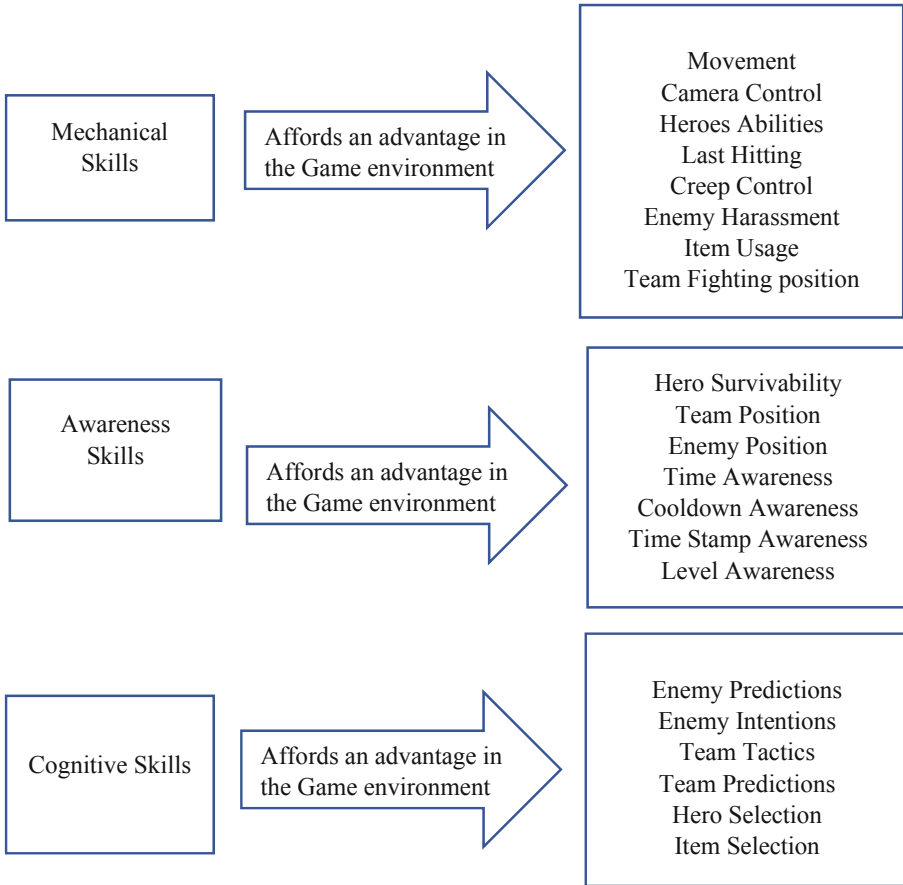 Mechanical
Skills
Affords an advantage in
the Game environment
Movement
Camera Control
Heroes Abilities
Last Hitting
Creep Control
Enemy Harassment
Item Usage
Team Fighting position
Awareness
Skills
Affords an advantage in
the Game environment
Hero Survivability
Team Position
Enemy Position
Time Awareness
Cooldown Awareness
Time Stamp Awareness
Level Awareness
Cognitive Skills
Affords an advantage in
the Game environment
Enemy Predictions
Enemy Intentions
Team Tactics
Team Predictions
Hero Selection
Item Selection